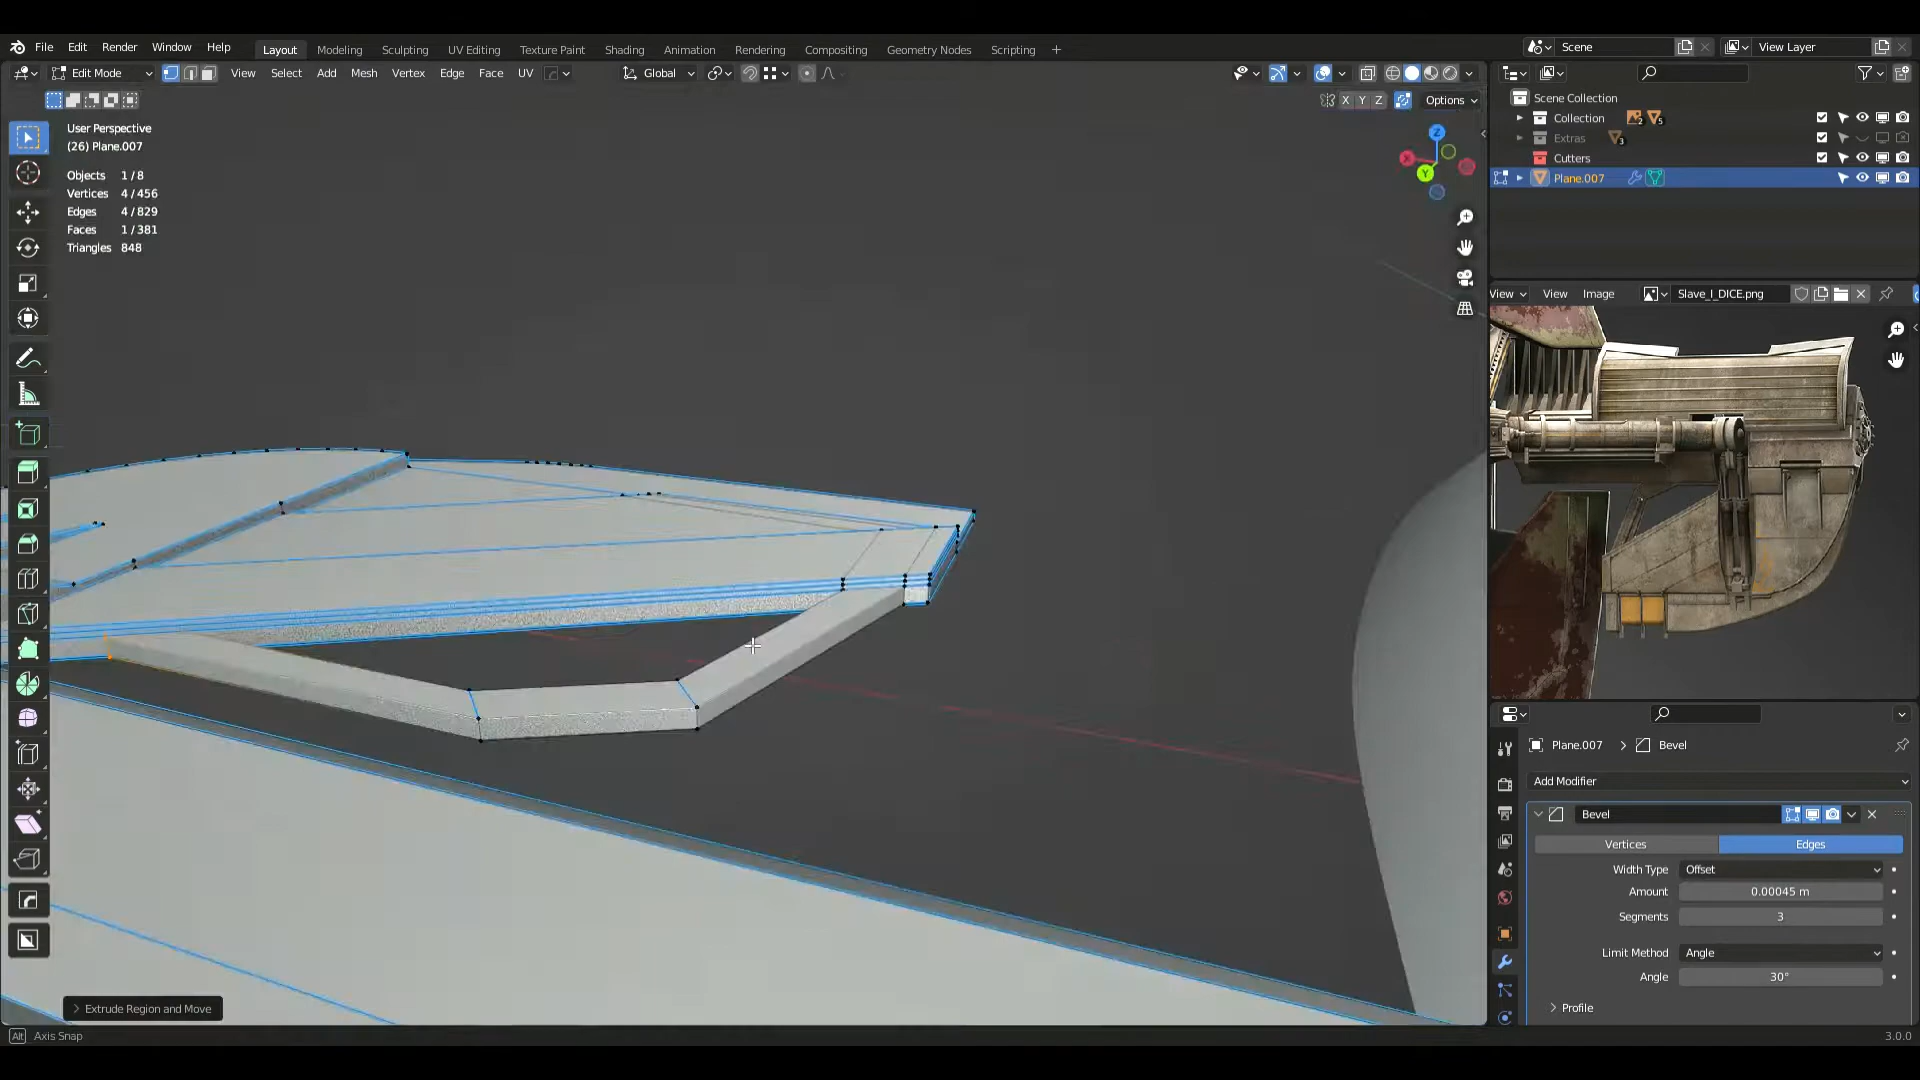 File Edit Render Window Help Layout Modeling Sculpting UV Editing Texture Paint Shading Animation Rendering Compositing Geometry Nodes Scripting + Scene View Layer
Edit Mode View Select Add Mesh Vertex Edge Face UV Global
X Y Z Options
Scene Collection
User Perspective
Collection 2 5
(26) Plane.007
Extras 3
Cutters
Objects 1 / 8
Plane.007
Vertices 4 / 456
Edges 4 / 829
Faces 1 / 381
Triangles 848
Z
X
Y
View View Image Slave_I_DICE.png
Plane.007 Bevel
Add Modifier
Bevel
Vertices Edges
Width Type Offset
Amount 0.00045 m
Segments 3
Limit Method Angle
Angle 30°
Profile
Extrude Region and Move
Alt Axis Snap 3.0.0